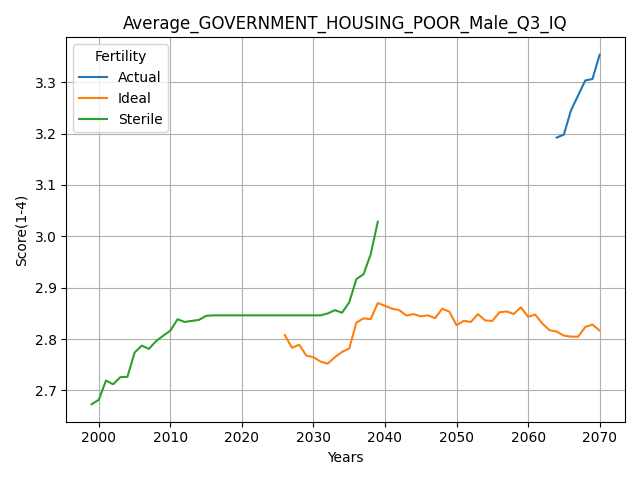 Average_GOVERNMENT_HOUSING_POOR_Male_Q3_IQ
Fertility
Actual
Ideal
Sterile
Score(1-4)
3.3
3.2
3.1
3.0
2.9
2.8
2.7
2000 2010 2020 2030 2040 2050 2060 2070
Years